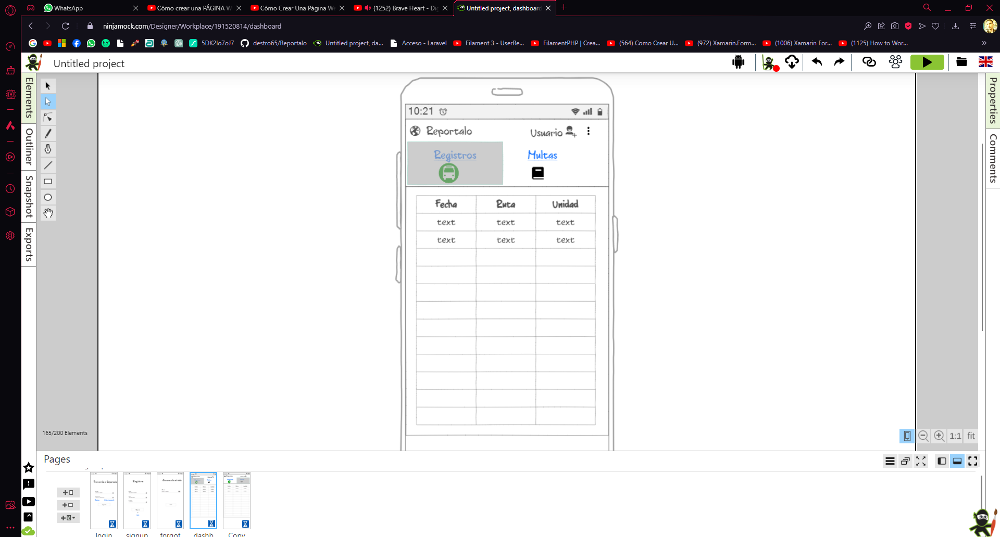 WhatsApp
Cómo crear una PÁGINA W
Cómo Crear Una Página We
(1252) Brave Heart - Di
Untitled project, dashboard
ninjamock.com/Designer/Workplace/191520814/dashboard
5DK2Io7oJ7
destro65/Reportalo
Untitled project, da...
Acceso - Laravel
Filament 3 - UserRe...
FilamentPHP | Crea...
(564) Como Crear U...
(972) Xamarin.Form...
(1006) Xamarin For...
(1125) How to Wor...
Untitled project
Elements
Outliner
Snapshot
Exports
Properties
Comments
10:21
Reportalo
Usuario
Registros
Multas
Fecha Ruta Unidad
text text text
text text text
165/200 Elements
1:1 fit
Pages
login
signup
forgot
dashb
Copy